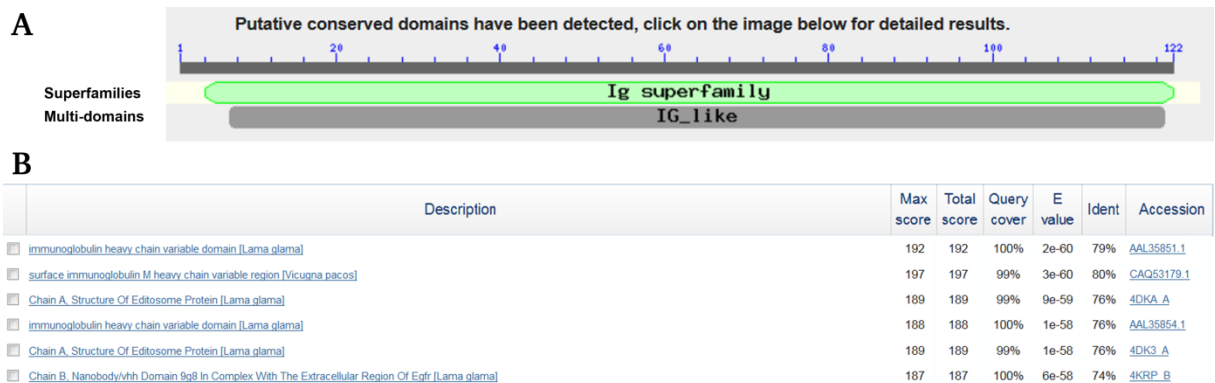 A
Putative conserved domains have been detected, click on the image below for detailed results.
1 20 40 60 80 100 122
Superfamilies Ig superfamily
Multi-domains IG_like
B
Description Max score Total score Query cover E value Ident Accession
immunoglobulin heavy chain variable domain [Lama glama] 192 192 100% 2e-60 79% AAL35851.1
surface immunoglobulin M heavy chain variable region [Vicugna pacos] 197 197 99% 3e-60 80% CAQ53179.1
Chain A, Structure Of Editosome Protein [Lama glama] 189 189 99% 9e-59 76% 4DKA_A
immunoglobulin heavy chain variable domain [Lama glama] 188 188 100% 1e-58 76% AAL35854.1
Chain A, Structure Of Editosome Protein [Lama glama] 189 189 99% 1e-58 76% 4DK3_A
Chain B, Nanobody/vhh Domain 9g8 In Complex With The Extracellular Region Of Egfr [Lama glama] 187 187 100% 6e-58 74% 4KRP_B